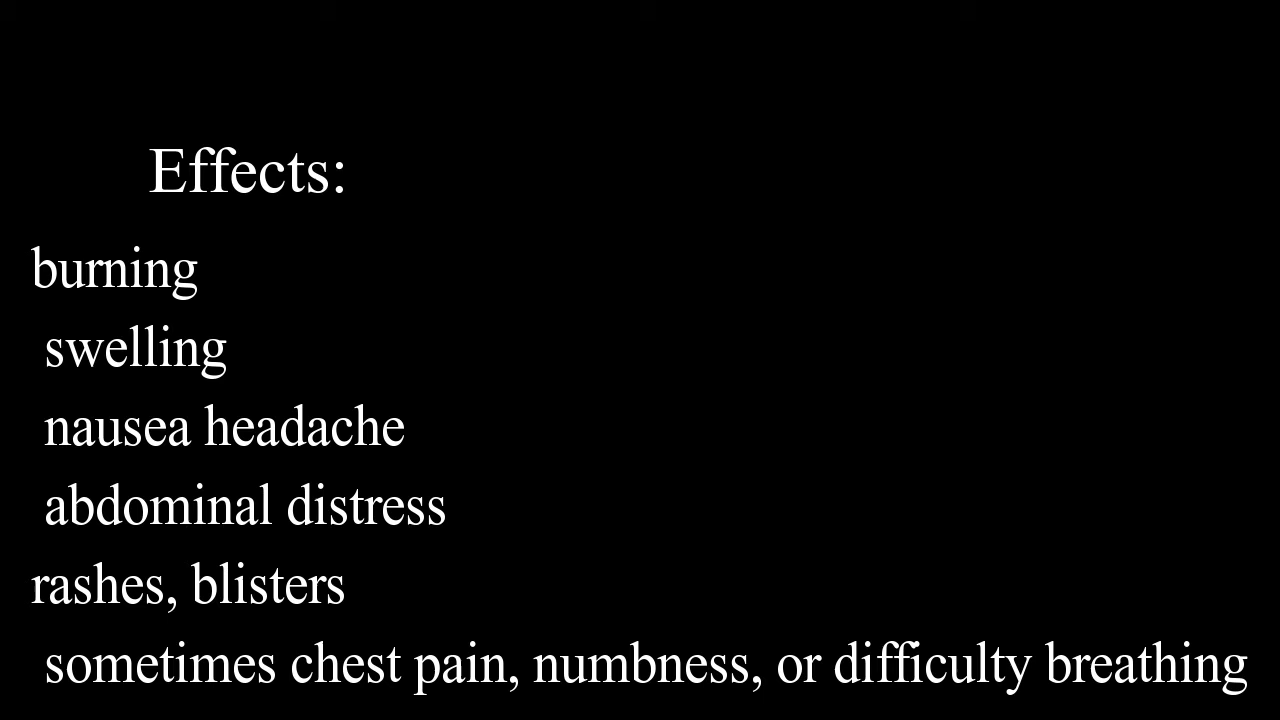 Effects:
burning
swelling
nausea headache
abdominal distress
rashes, blisters
sometimes chest pain, numbness, or difficulty breathing